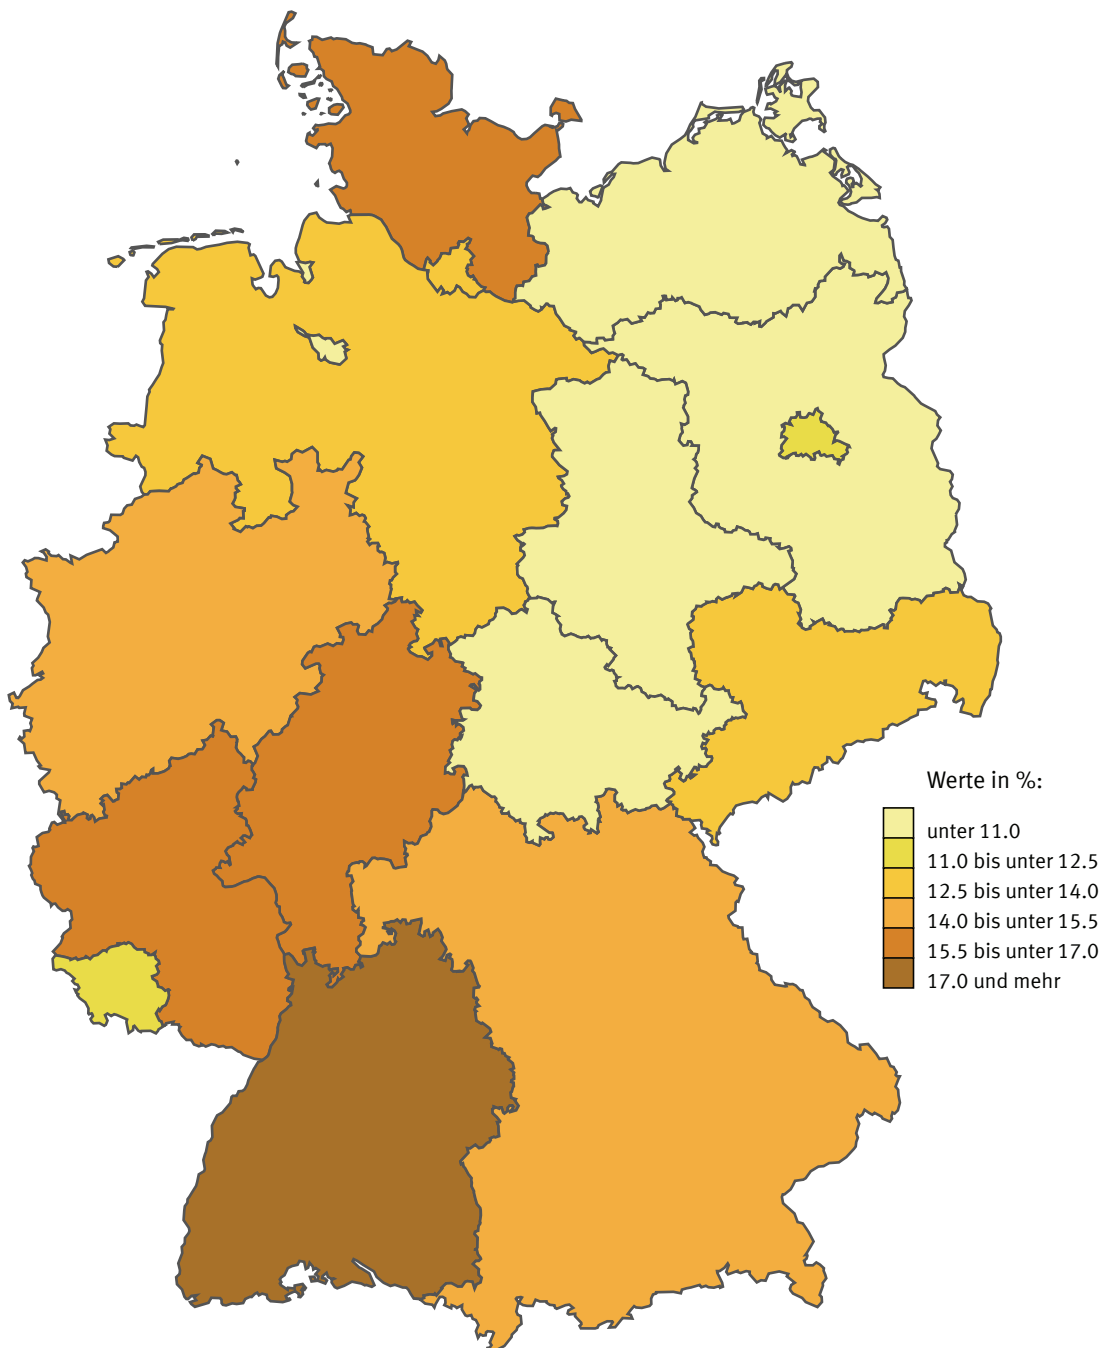 Werte in %:
unter 11.0
11.0 bis unter 12.5
12.5 bis unter 14.0
14.0 bis unter 15.5
15.5 bis unter 17.0
17.0 und mehr